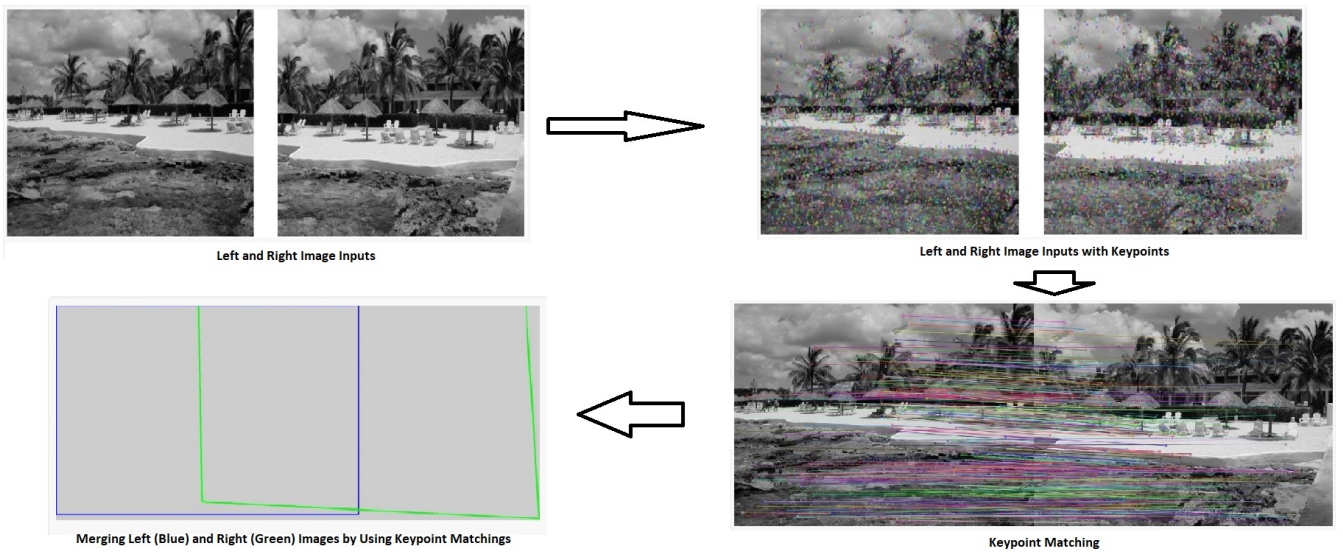 Left and Right Image Inputs
Left and Right Image Inputs with Keypoints
Keypoint Matching
Merging Left (Blue) and Right (Green) Images by Using Keypoint Matchings